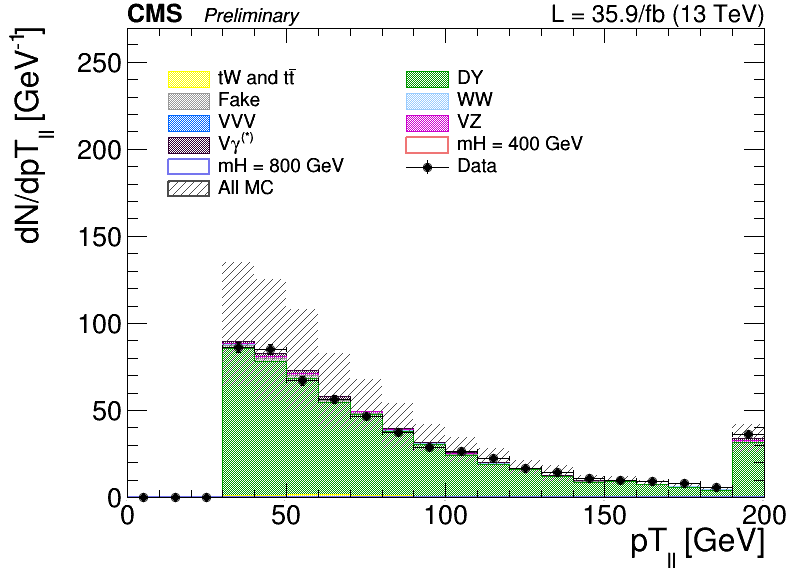 CMS Preliminary L = 35.9/fb (13 TeV)
dN/dpT_ll [GeV⁻¹]
250
200
150
100
50
0
tW and tt̄ DY
Fake WW
VVV VZ
Vγ⁽*⁾ mH = 400 GeV
mH = 800 GeV Data
All MC
0 50 100 150 200
pT_ll [GeV]